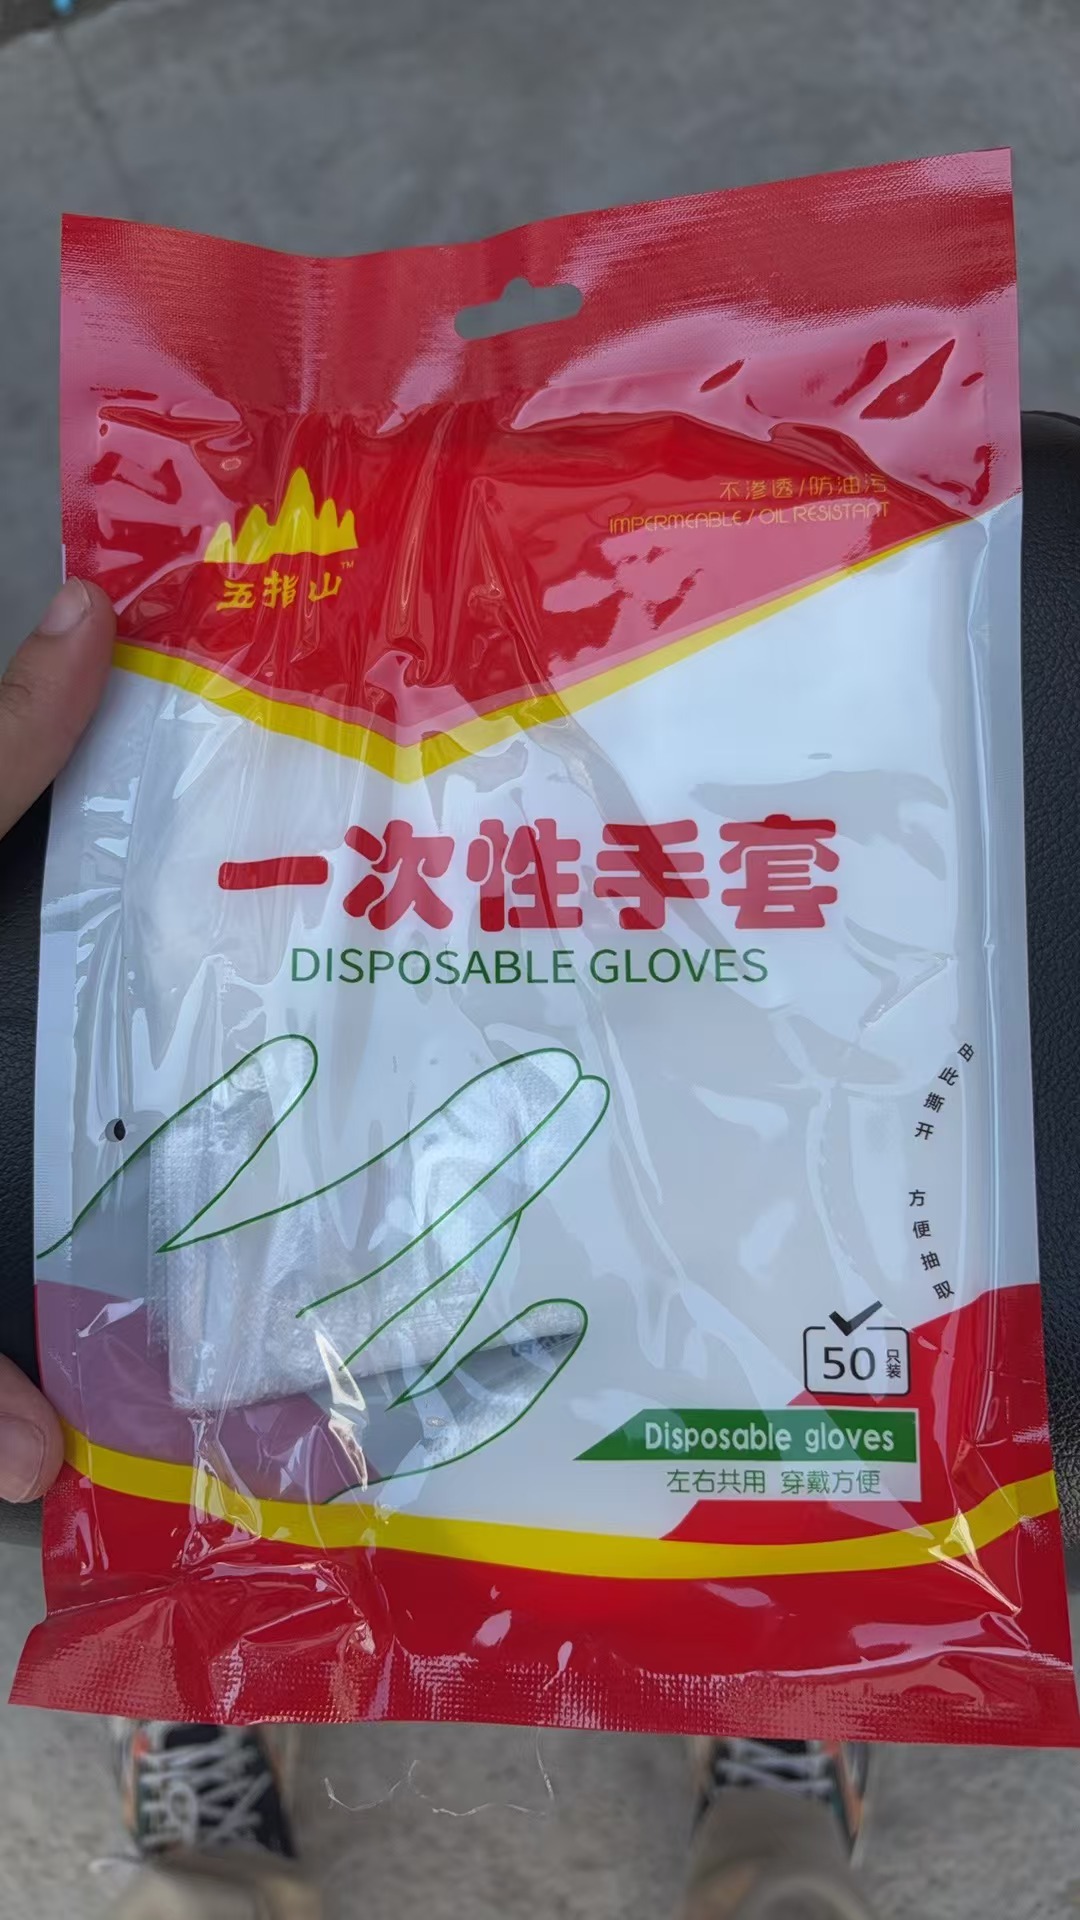 不渗透/防油污
IMPERMEABLE/OIL RESISTANT
五指山™
一次性手套
DISPOSABLE GLOVES
由此撕开 方便抽取
50只装
Disposable gloves
左右共用 穿戴方便